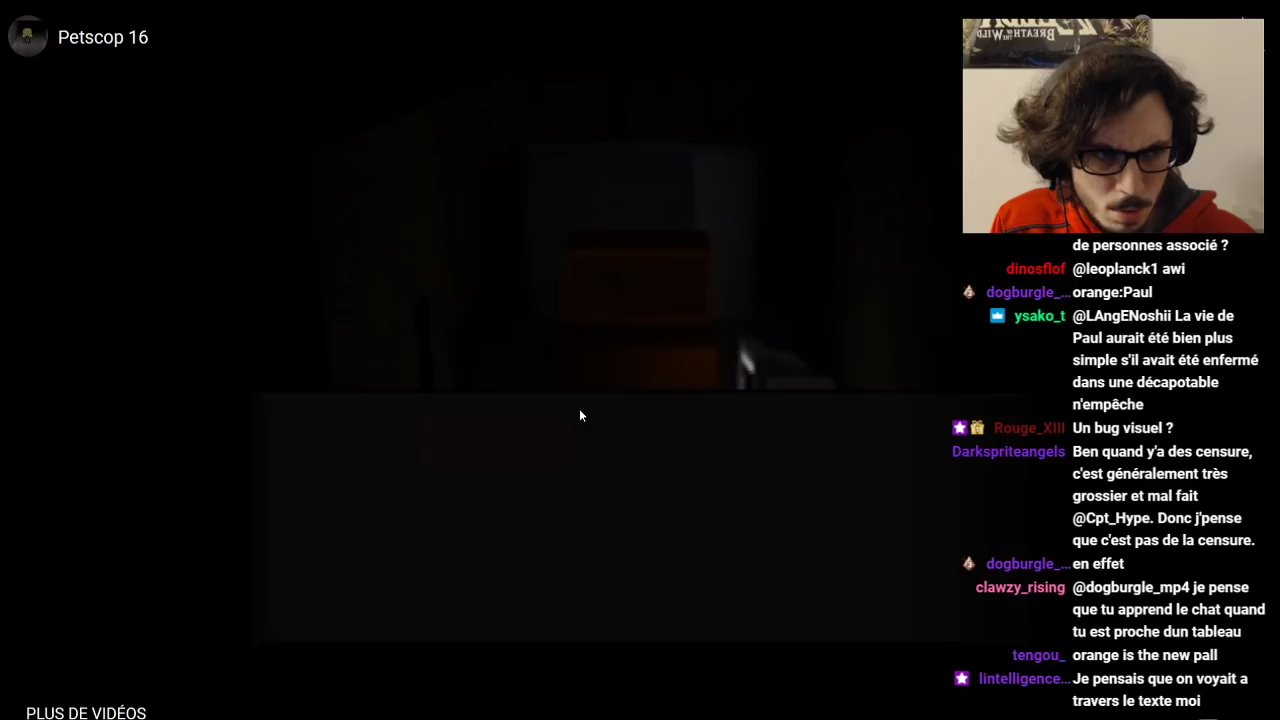 Petscop 16
BREATH OF THE WILD
de personnes associé ?
dinosflof @leoplanck1 awi
dogburgle_... orange:Paul
ysako_t @LAngENoshii La vie de
Paul aurait été bien plus
simple s'il avait été enfermé
dans une décapotable
n'empêche
Rouge_XIII Un bug visuel ?
Darkspriteangels Ben quand y'a des censure,
c'est généralement très
grossier et mal fait
@Cpt_Hype. Donc j'pense
que c'est pas de la censure.
dogburgle_... en effet
clawzy_rising @dogburgle_mp4 je pense
que tu apprend le chat quand
tu est proche dun tableau
tengou_ orange is the new pall
lintelligence... Je pensais que on voyait a
travers le texte moi
PLUS DE VIDÉOS